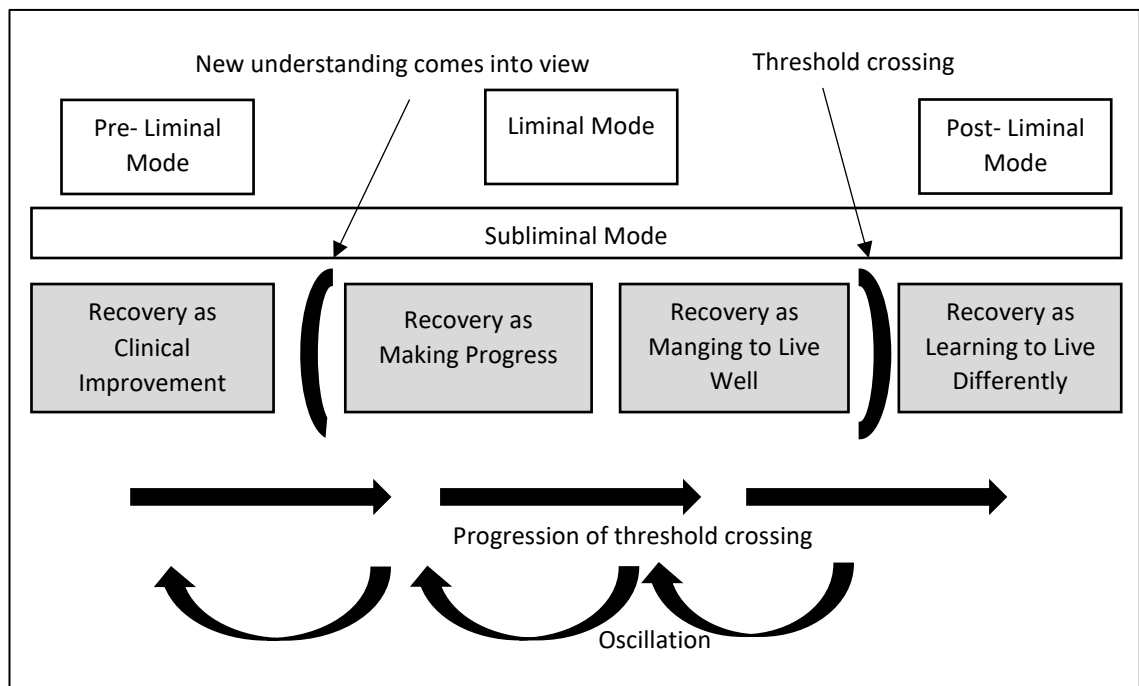 New understanding comes into view
Threshold crossing
Pre- Liminal
Mode
Liminal Mode
Post- Liminal
Mode
Subliminal Mode
Recovery as
Clinical
Improvement
Recovery as
Making Progress
Recovery as
Manging to Live
Well
Recovery as
Learning to Live
Differently
Progression of threshold crossing
Oscillation